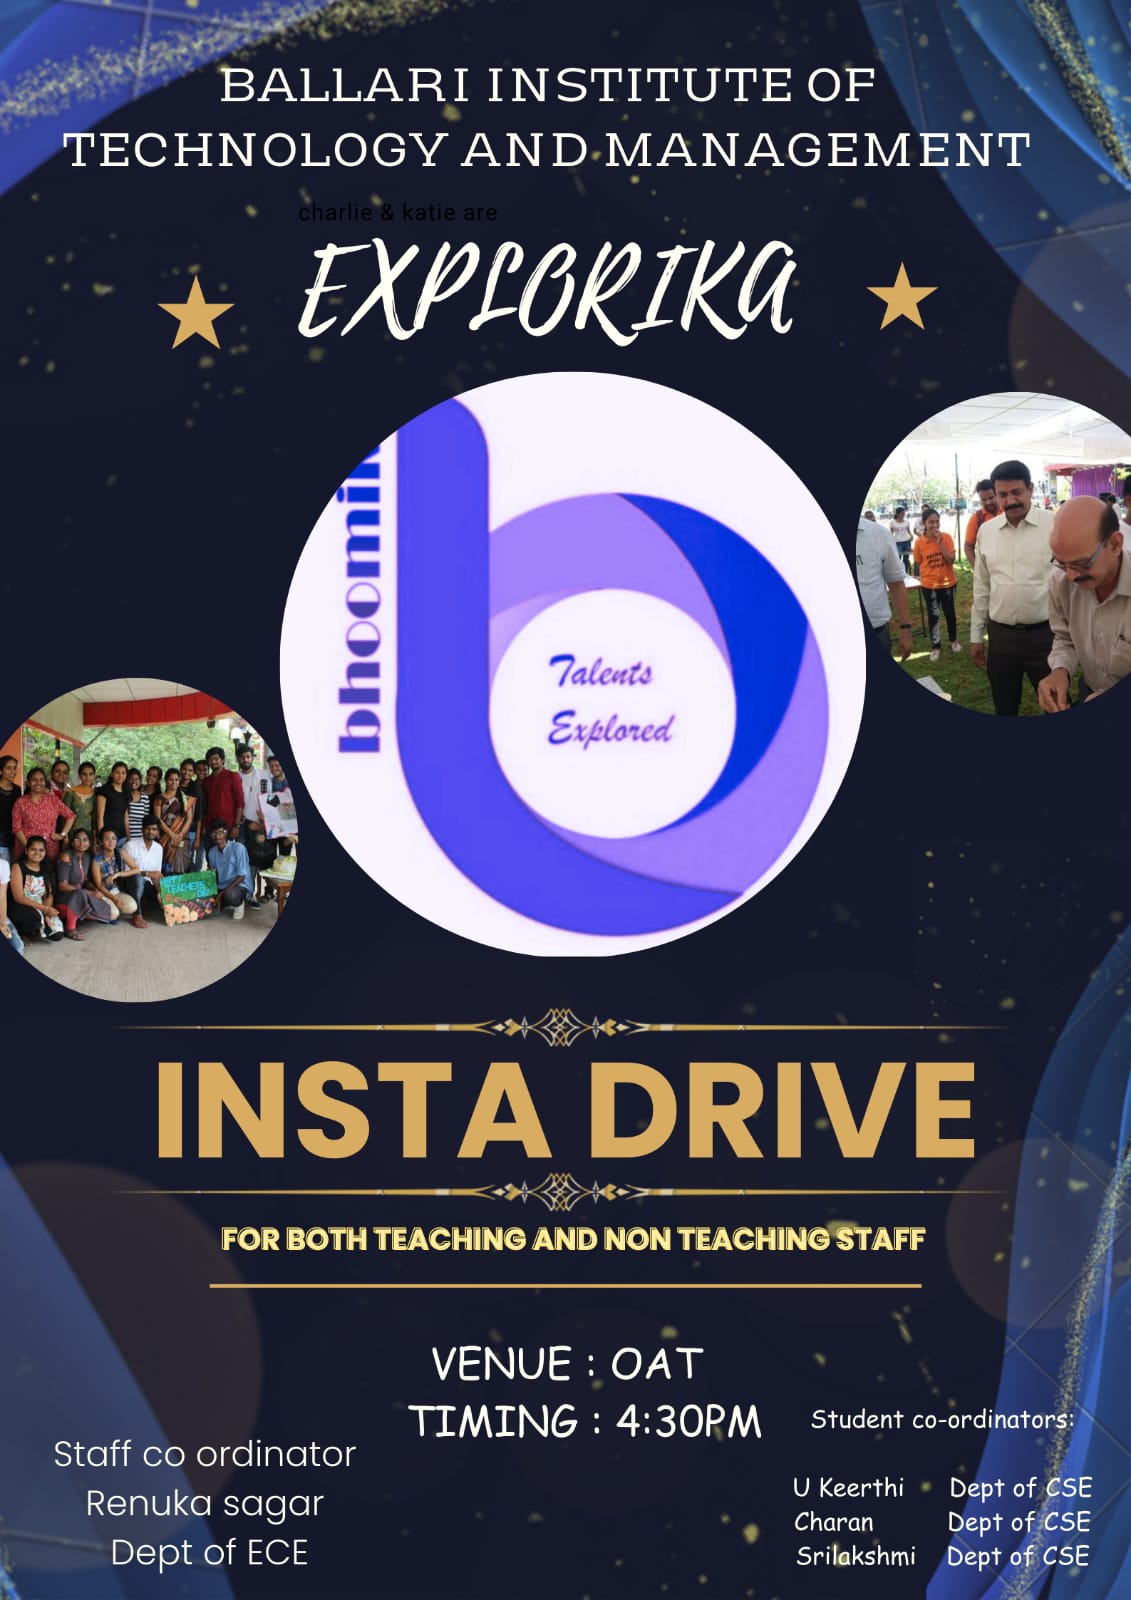 BALLARI INSTITUTE OF
TECHNOLOGY AND MANAGEMENT
charlie & katie are
EXPLORIKA
Talents
Explored
INSTA DRIVE
FOR BOTH TEACHING AND NON TEACHING STAFF
VENUE : OAT
TIMING : 4:30PM
Staff co ordinator
Renuka sagar
Dept of ECE
Student co-ordinators:
U Keerthi Dept of CSE
Charan Dept of CSE
Srilakshmi Dept of CSE